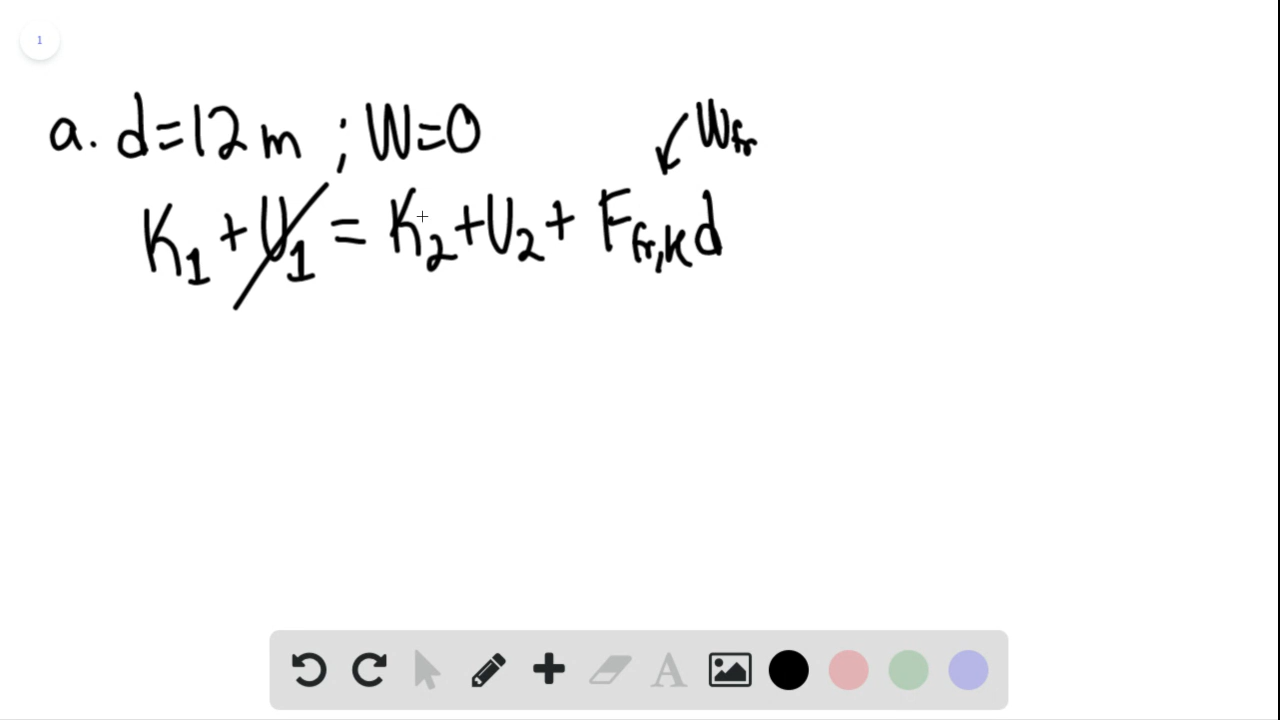 1
a. d=12 m ; W=0
W_fr
K_1 + U_1 = K_2 + U_2 + F_fr,k d
A